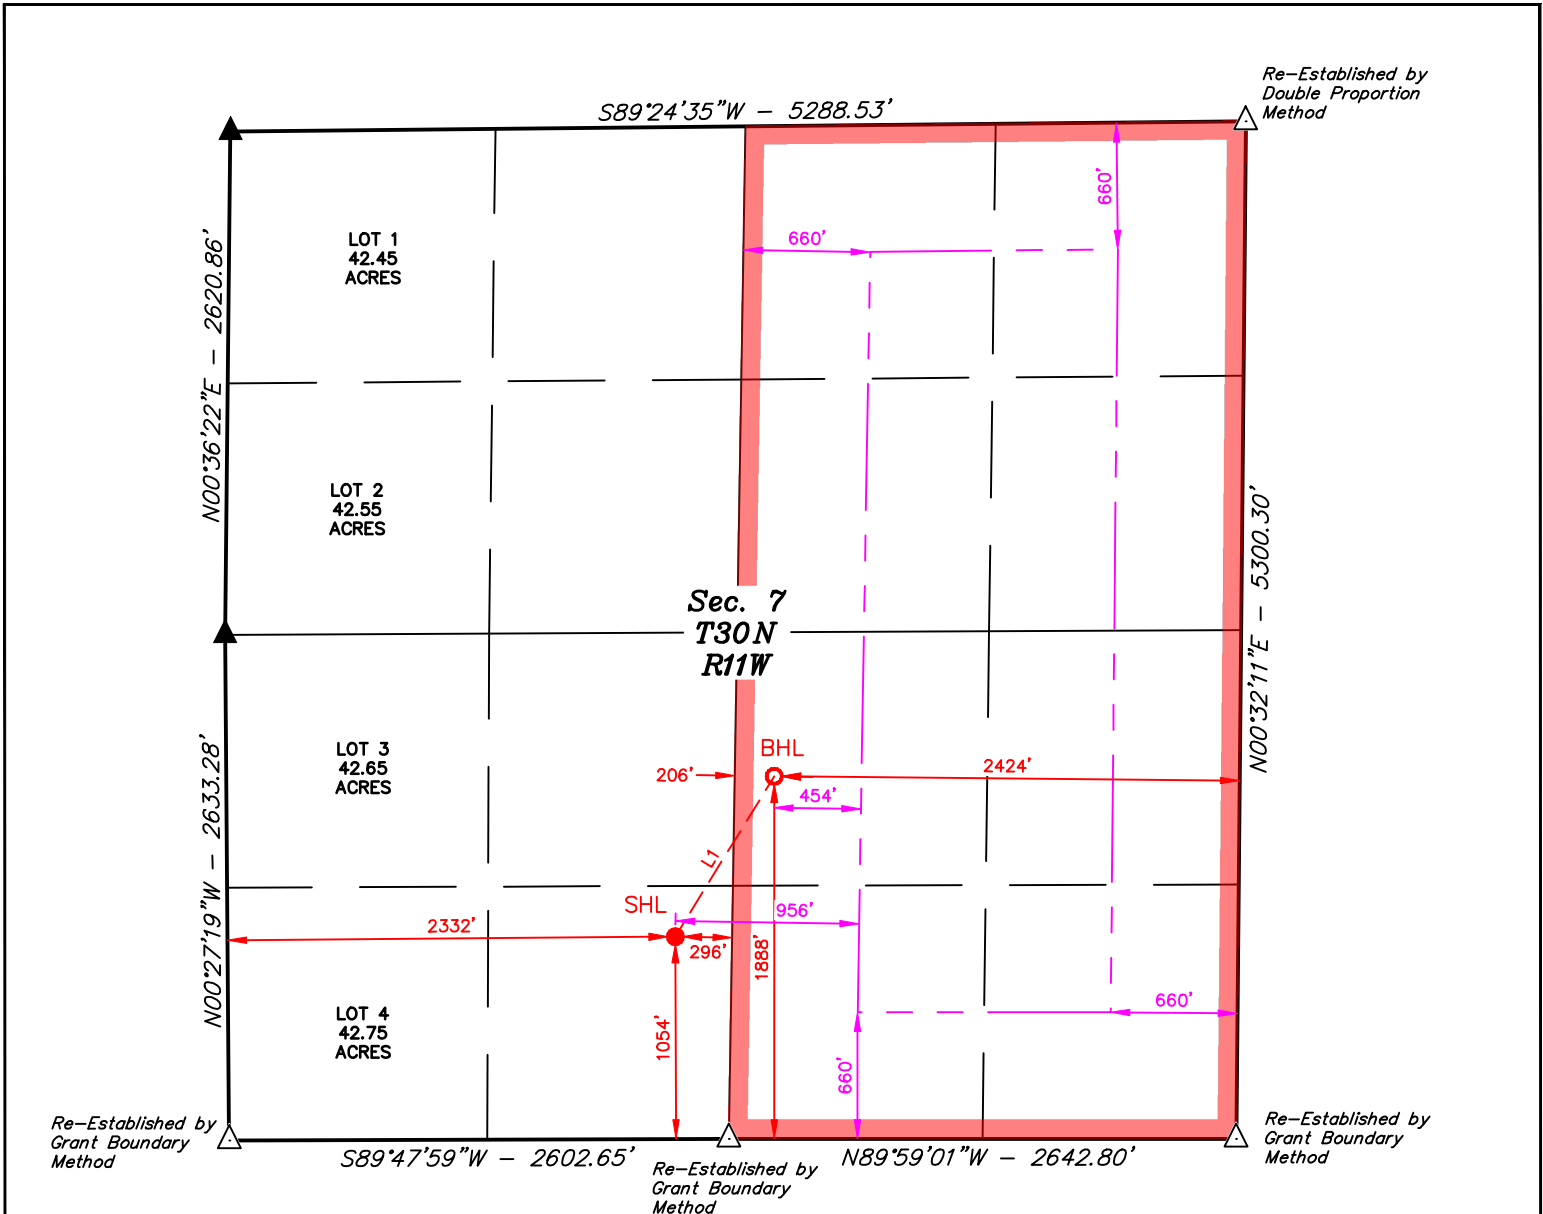 Re-Established by
Double Proportion
Method
S89°24'35"W - 5288.53'
660'
660'
LOT 1
42.45
ACRES
N00°36'22"E - 2620.86'
LOT 2
42.55
ACRES
Sec. 7
T30N
R11W
N00°32'11"E - 5300.30'
LOT 3
42.65
ACRES
BHL
206'
2424'
454'
L1
N00°27'19"W - 2633.28'
SHL
956'
2332'
296'
1888'
1054'
660'
660'
LOT 4
42.75
ACRES
Re-Established by
Grant Boundary
Method
S89°47'59"W - 2602.65'
Re-Established by
Grant Boundary
Method
N89°59'01"W - 2642.80'
Re-Established by
Grant Boundary
Method